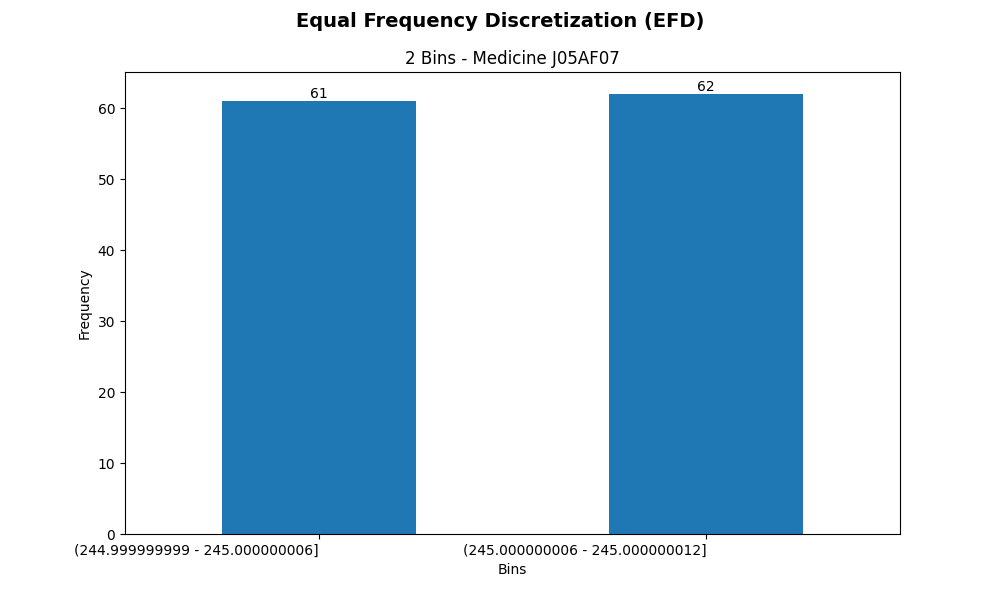 Equal Frequency Discretization (EFD)
2 Bins - Medicine J05AF07
61
62
60
50
40
30
20
10
0
Frequency
(244.999999999 - 245.000000006]
(245.000000006 - 245.000000012]
Bins